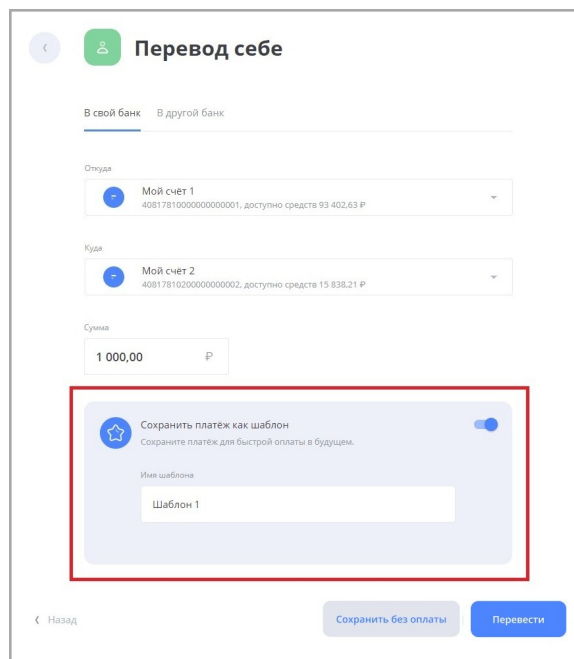 Перевод себе
В свой банк В другой банк
Откуда
Мой счёт 1
40817810000000000001, доступно средств 93 402,63 ₽
Куда
Мой счёт 2
40817810200000000002, доступно средств 15 838,21 ₽
Сумма
1 000,00 ₽
Сохранить платёж как шаблон
Сохраните платёж для быстрой оплаты в будущем.
Имя шаблона
Шаблон 1
Назад Сохранить без оплаты Перевести